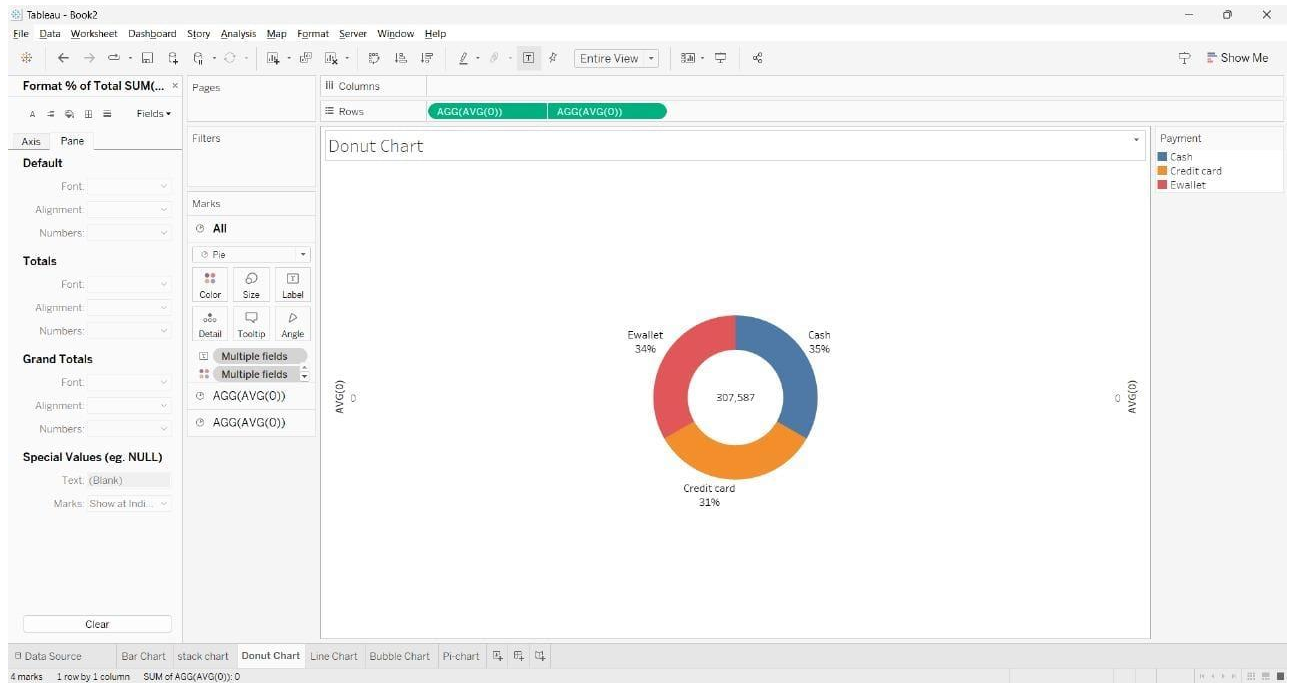 Tableau - Book2
File Data Worksheet Dashboard Story Analysis Map Format Server Window Help
Entire View
Show Me
Format % of Total SUM(...
Fields
Axis Pane
Default
Font:
Alignment:
Numbers:
Totals
Font:
Alignment:
Numbers:
Grand Totals
Font:
Alignment:
Numbers:
Special Values (eg. NULL)
Text: (Blank)
Marks: Show at Indi...
Clear
Pages
Filters
Marks
All
Pie
Color Size Label
Detail Tooltip Angle
Multiple fields
Multiple fields
AGG(AVG(0))
AGG(AVG(0))
Columns
Rows AGG(AVG(0)) AGG(AVG(0))
Donut Chart
Ewallet
34%
Cash
35%
307,587
Credit card
31%
AVG(0)
0
0
AVG(0)
Payment
Cash
Credit card
Ewallet
Data Source Bar Chart stack chart Donut Chart Line Chart Bubble Chart Pi-chart
4 marks 1 row by 1 column SUM of AGG(AVG(0)): 0